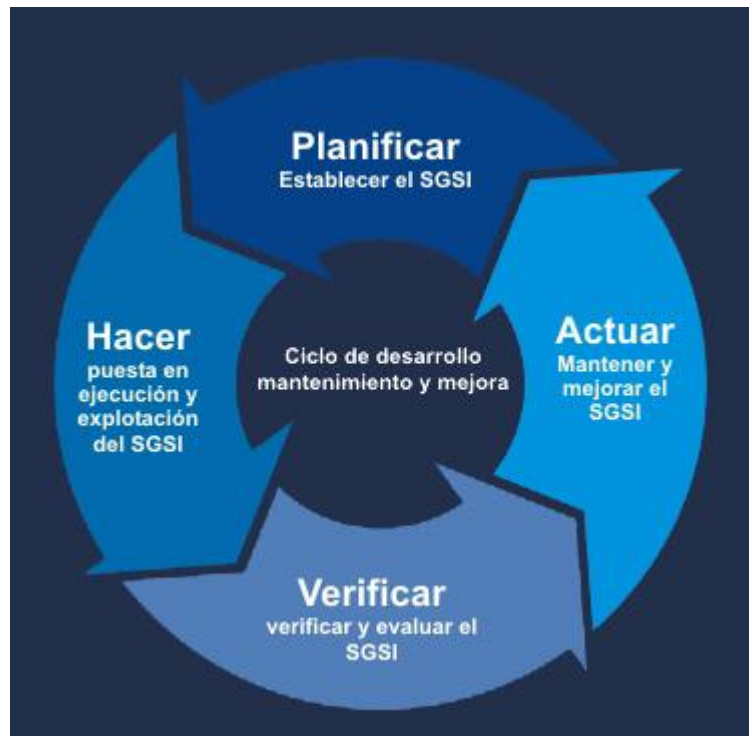 Planificar
Establecer el SGSI
Hacer
puesta en
ejecución y
explotación
del SGSI
Ciclo de desarrollo
mantenimiento y mejora
Actuar
Mantener y
mejorar el
SGSI
Verificar
verificar y evaluar el
SGSI